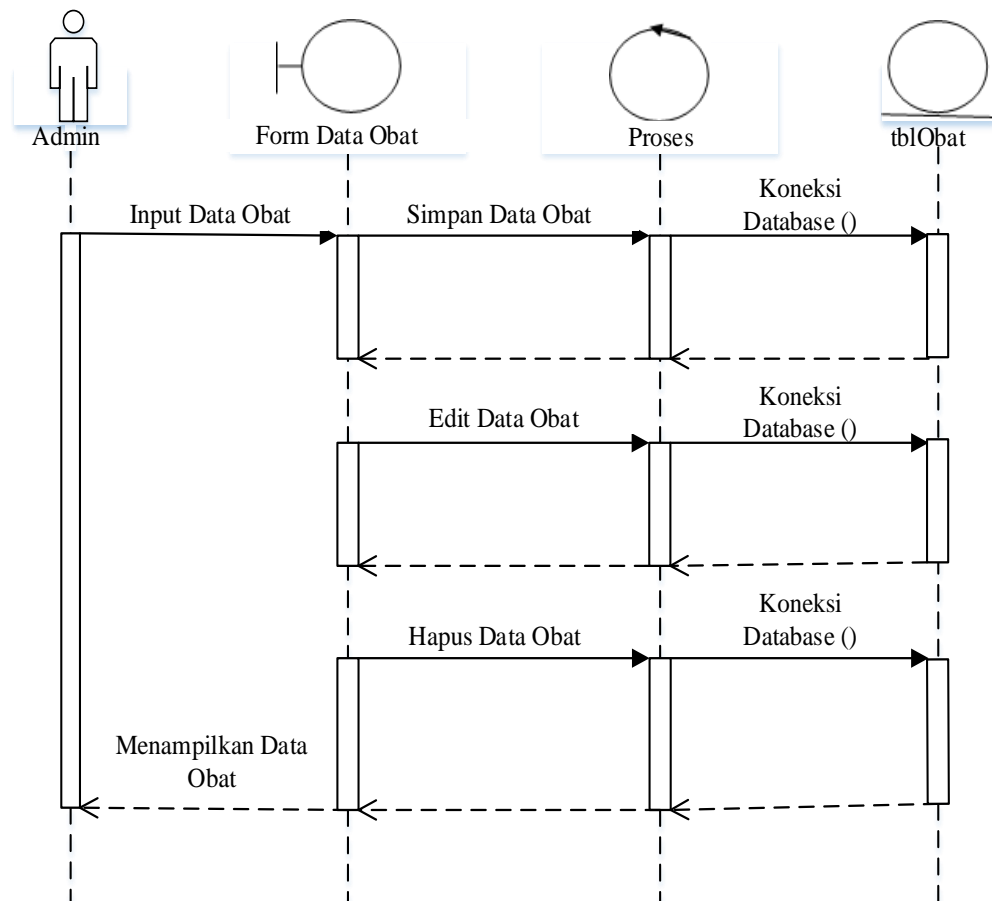 Admin
Form Data Obat
Proses
tblObat
Input Data Obat
Simpan Data Obat
Koneksi
Database ()
Edit Data Obat
Koneksi
Database ()
Hapus Data Obat
Koneksi
Database ()
Menampilkan Data
Obat